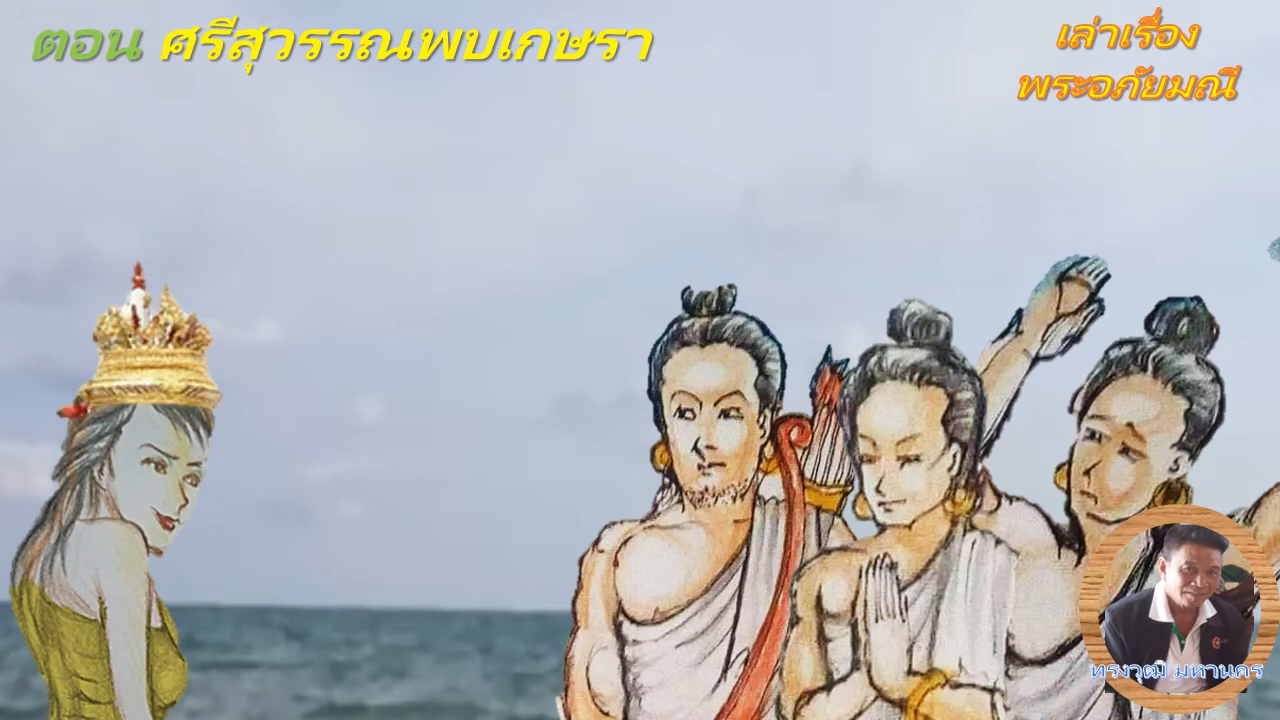 ตอน ศรีสุวรรณพบเกษรา
เล่าเรื่อง
พระอภัยมณี
ทรงวุฒิ มหานคร